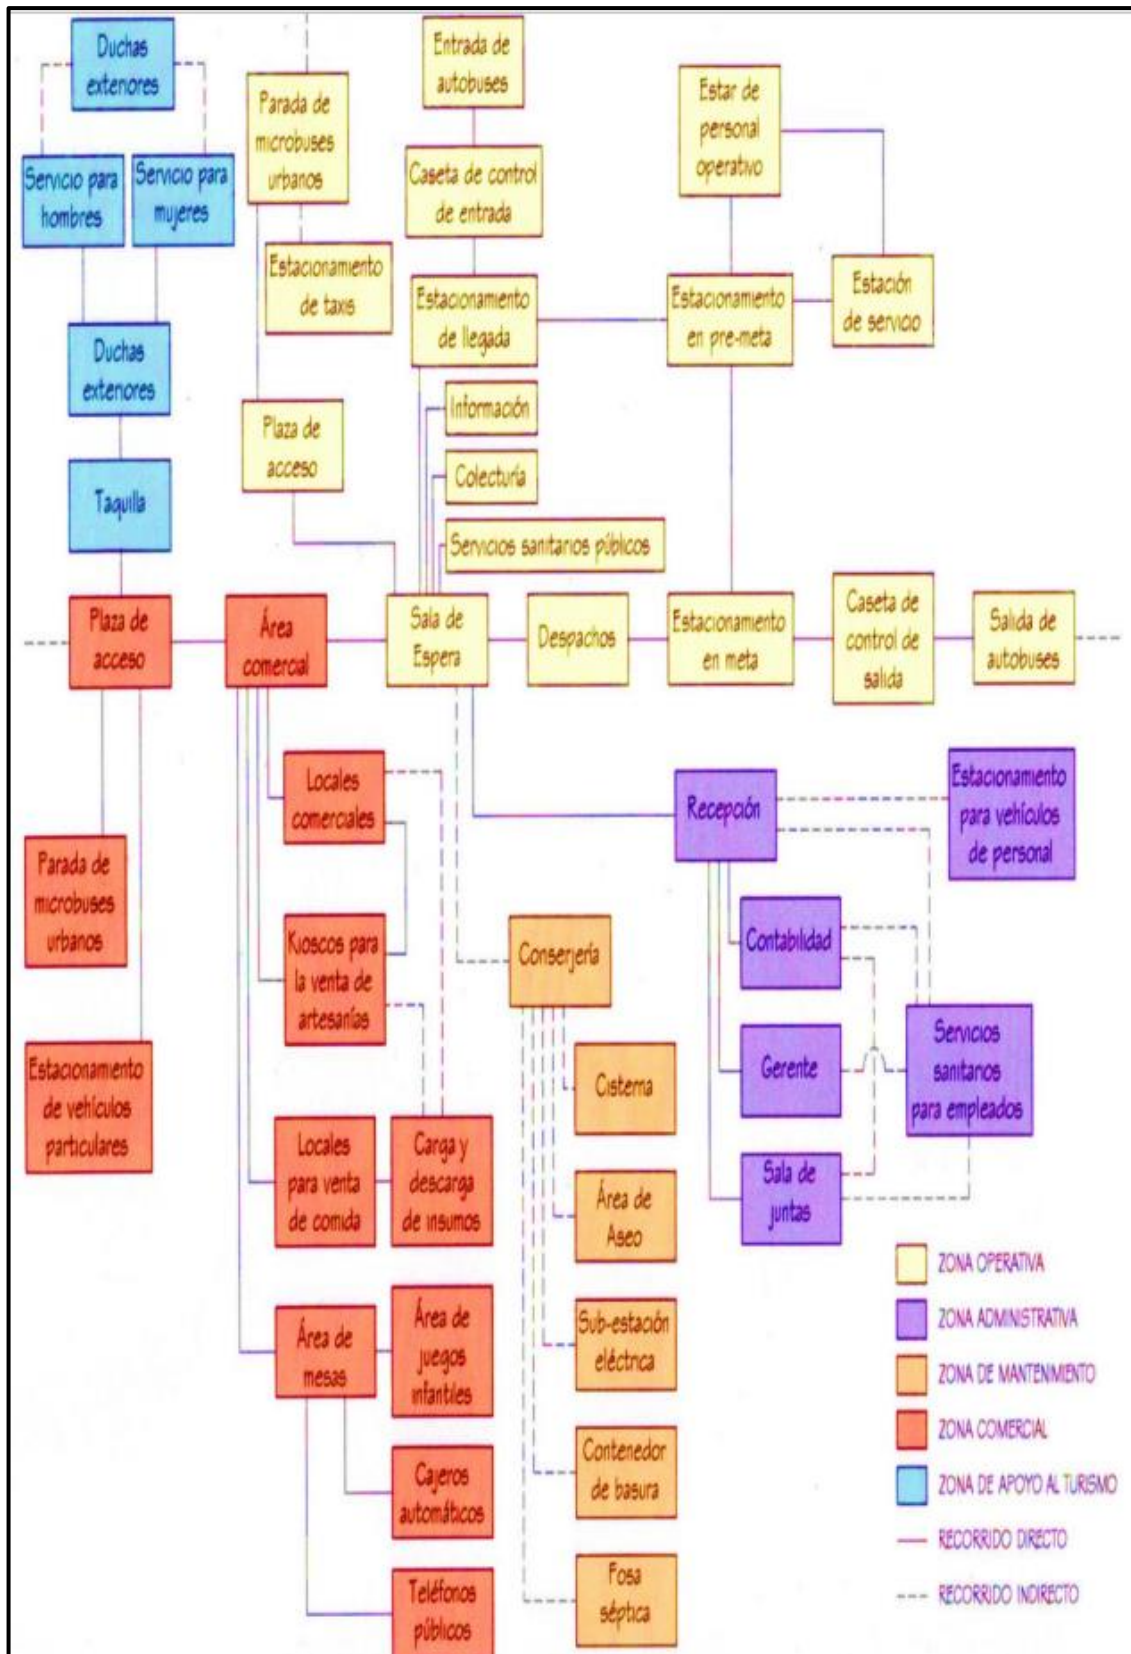 Duchas
exteriores
Servicio para
hombres
Servicio para
mujeres
Duchas
exteriores
Taquilla
Parada de
microbuses
urbanos
Estacionamiento
de taxis
Plaza de
acceso
Entrada de
autobuses
Caseta de control
de entrada
Estacionamiento
de llegada
Información
Colecturía
Servicios sanitarios públicos
Estar de
personal
operativo
Estacionamiento
en pre-meta
Estación
de servicio
Plaza de
acceso
Área
comercial
Sala de
Espera
Despachos
Estacionamiento
en meta
Caseta de
control de
salida
Salida de
autobuses
Parada de
microbuses
urbanos
Estacionamiento
de vehículos
particulares
Locales
comerciales
Kioscos para
la venta de
artesanías
Locales
para venta
de comida
Carga y
descarga
de insumos
Área de
mesas
Área de
juegos
infantiles
Cajeros
automáticos
Teléfonos
públicos
Conserjería
Cisterna
Área de
Aseo
Sub-estación
eléctrica
Contenedor
de basura
Fosa
séptica
Recepción
Estacionamiento
para vehículos
de personal
Contabilidad
Gerente
Sala de
juntas
Servicios
sanitarios
para empleados
ZONA OPERATIVA
ZONA ADMINISTRATIVA
ZONA DE MANTENIMIENTO
ZONA COMERCIAL
ZONA DE APOYO AL TURISMO
RECORRIDO DIRECTO
RECORRIDO INDIRECTO